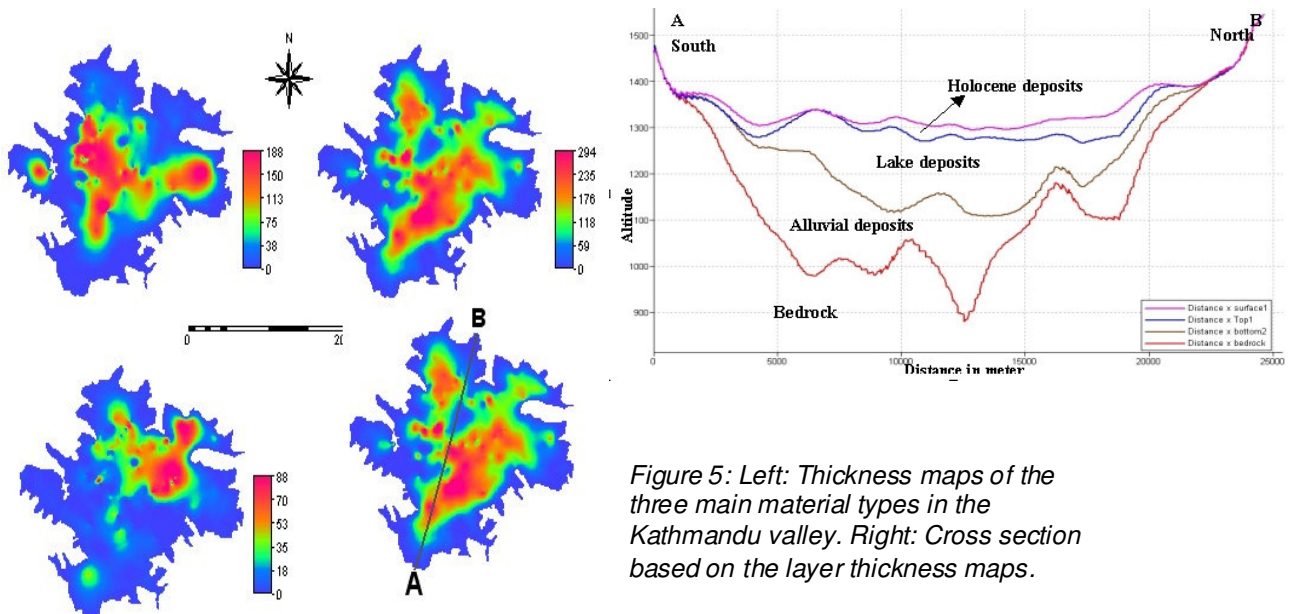 N
188
150
113
75
38
0
294
235
176
118
59
0
0
20
B
A
88
70
53
35
18
0
A
South
B
North
Holocene deposits
Lake deposits
Alluvial deposits
Bedrock
Altitude
1500
1400
1300
1200
1100
1000
900
0
5000
10000
15000
20000
25000
Distance in meter
Distance x surface1
Distance x Top1
Distance x bottom2
Distance x bedrock
Figure 5: Left: Thickness maps of the
three main material types in the
Kathmandu valley. Right: Cross section
based on the layer thickness maps.